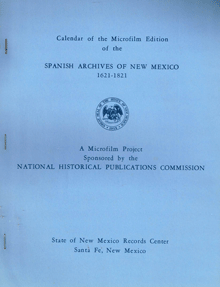 Calendar of the Microfilm Edition
of the
SPANISH ARCHIVES OF NEW MEXICO
1621-1821
A Microfilm Project
Sponsored by the
NATIONAL HISTORICAL PUBLICATIONS COMMISSION
State of New Mexico Records Center
Santa Fe, New Mexico